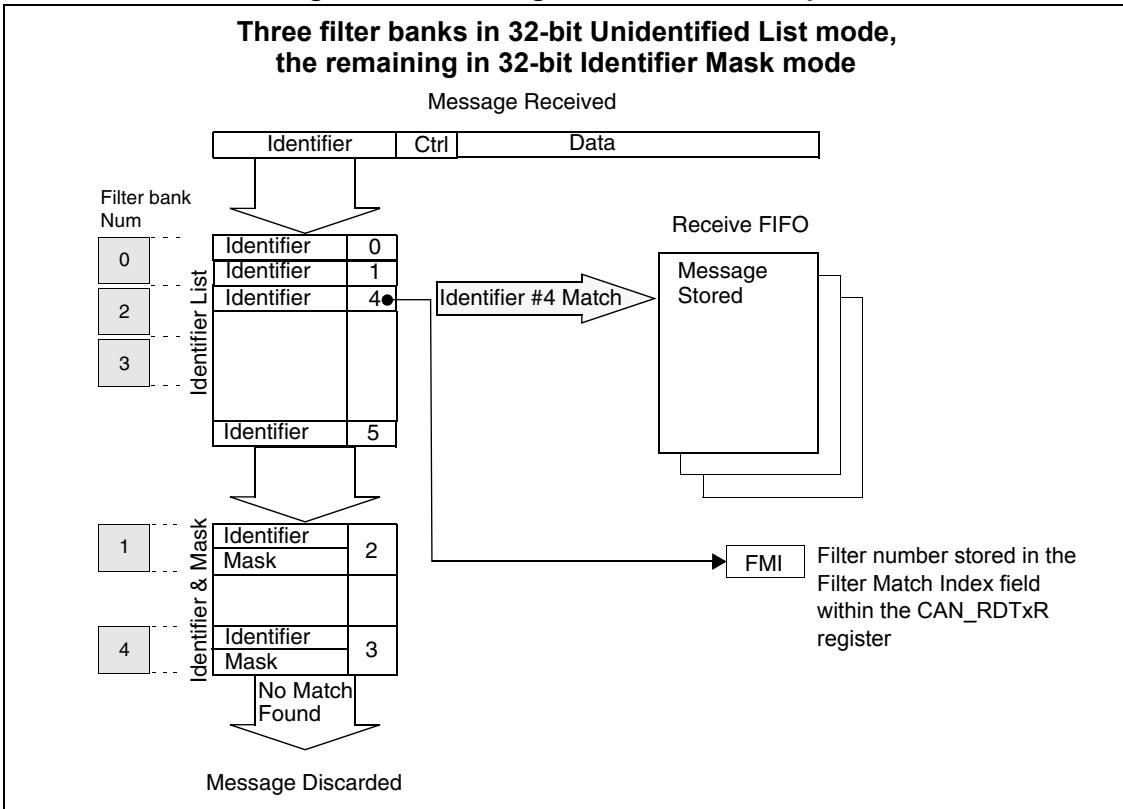 Three filter banks in 32-bit Unidentified List mode,
the remaining in 32-bit Identifier Mask mode
Message Received
Identifier Ctrl Data
Filter bank
Num
Receive FIFO
0
2
3
Identifier List
Identifier 0
Identifier 1
Identifier 4
Identifier 5
Identifier #4 Match
Message
Stored
1
4
Identifier & Mask
Identifier
Mask
2
Identifier
Mask
3
FMI
Filter number stored in the
Filter Match Index field
within the CAN_RDTxR
register
No Match
Found
Message Discarded